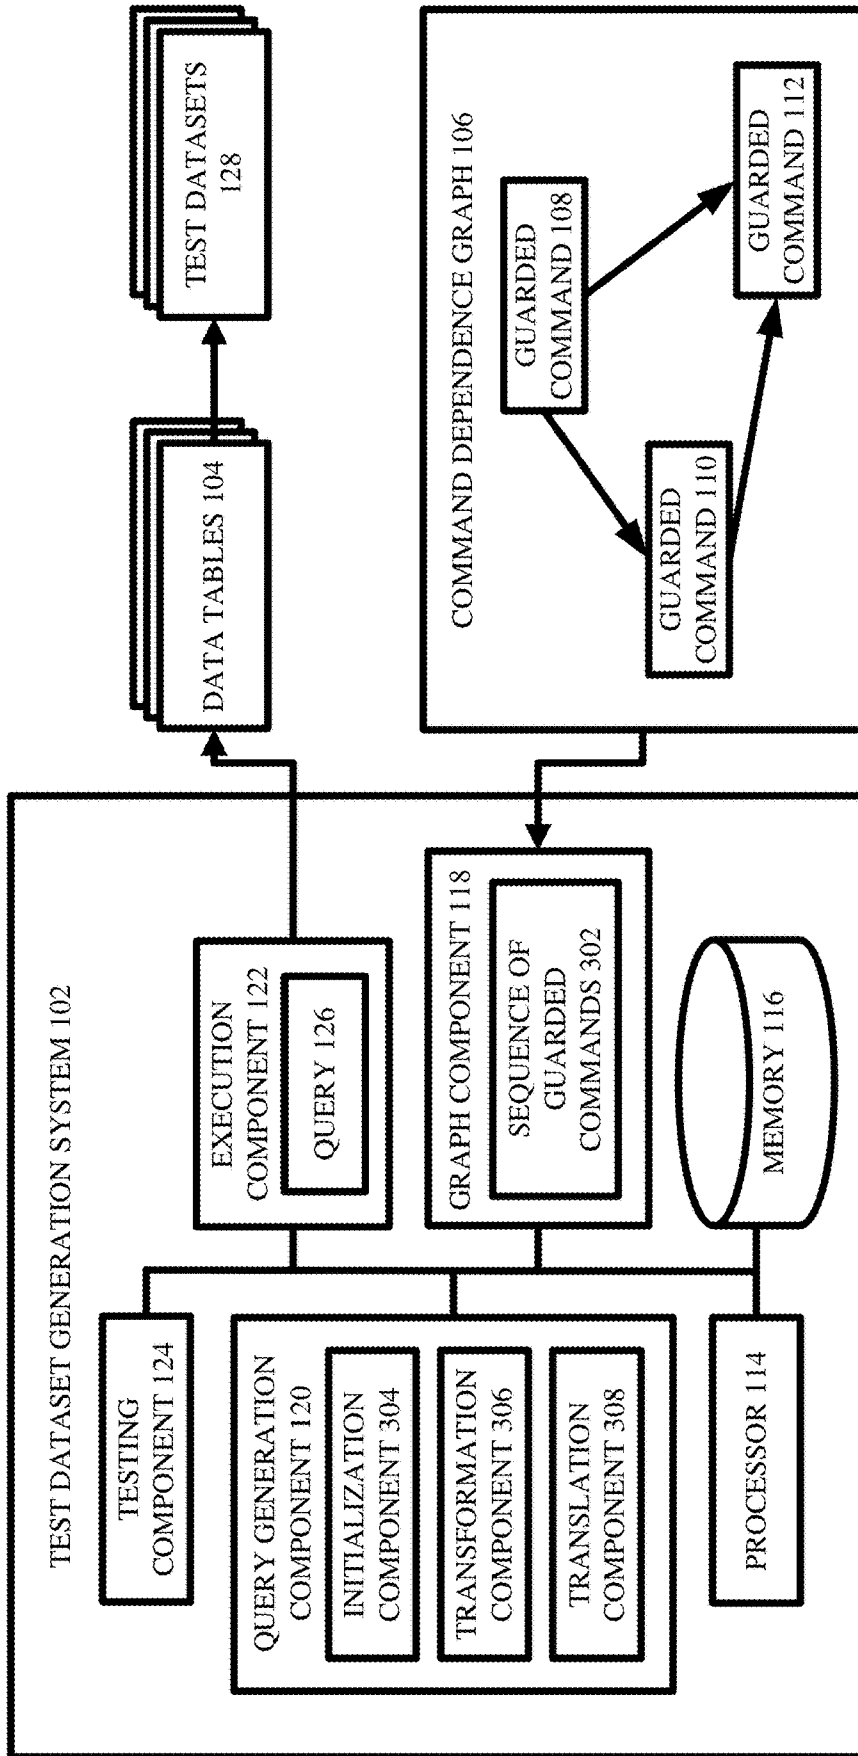 TEST DATASET GENERATION SYSTEM 102
TESTING
COMPONENT 124
QUERY GENERATION
COMPONENT 120
INITIALIZATION
COMPONENT 304
TRANSFORMATION
COMPONENT 306
TRANSLATION
COMPONENT 308
PROCESSOR 114
EXECUTION
COMPONENT 122
QUERY 126
GRAPH COMPONENT 118
SEQUENCE OF
GUARDED
COMMANDS 302
MEMORY 116
DATA TABLES 104
TEST DATASETS
128
COMMAND DEPENDENCE GRAPH 106
GUARDED
COMMAND 108
GUARDED
COMMAND 110
GUARDED
COMMAND 112